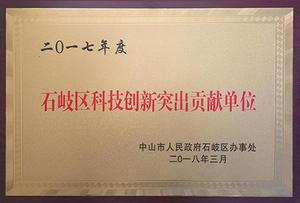 二〇一七年度
石岐区科技创新突出贡献单位
中山市人民政府石岐区办事处
二〇一八年三月